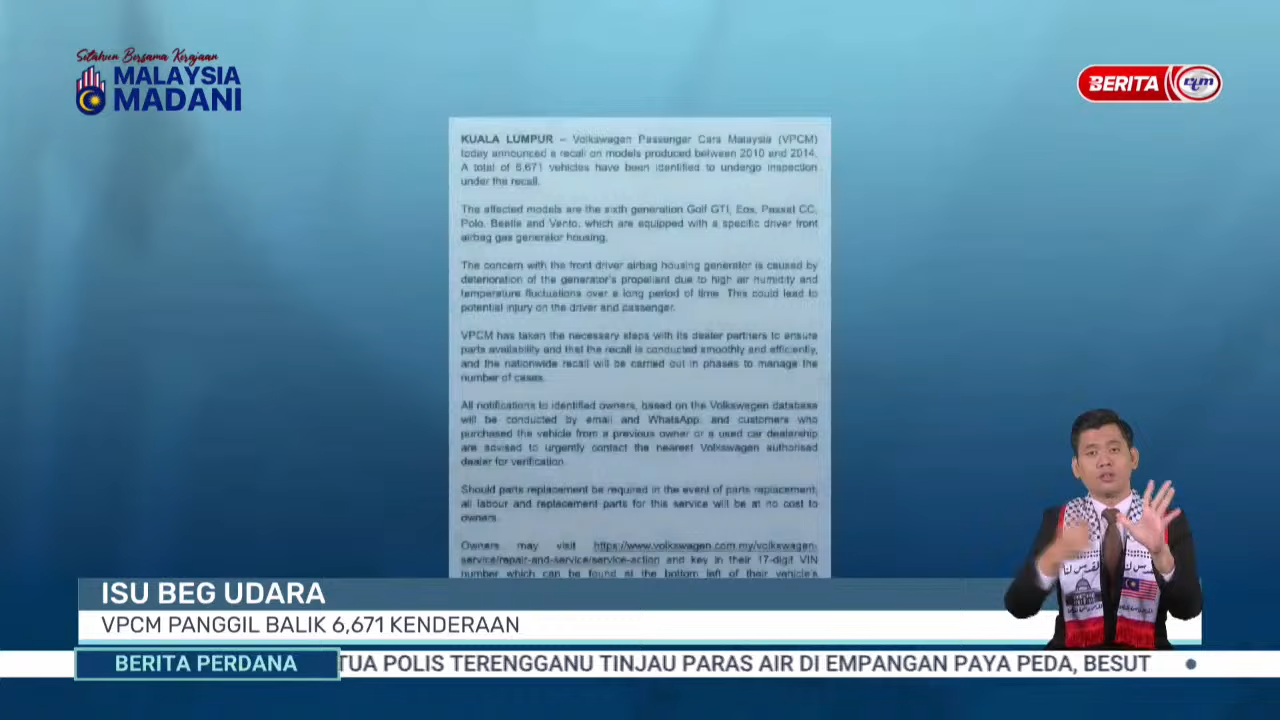 Setahun Bersama Kerajaan
MALAYSIA
MADANI
BERITA rtm
KUALA LUMPUR – Volkswagen Passenger Cars Malaysia (VPCM)
today announced a recall on models produced between 2010 and 2014.
A total of 6,671 vehicles have been identified to undergo inspection
under the recall.
The affected models are the sixth generation Golf GTI, Eos, Passat CC,
Polo, Beetle and Vento, which are equipped with a specific driver front
airbag gas generator housing.
The concern with the front driver airbag housing generator is caused by
deterioration of the generator's propellant due to high air humidity and
temperature fluctuations over a long period of time. This could lead to
potential injury on the driver and passenger.
VPCM has taken the necessary steps with its dealer partners to ensure
parts availability and that the recall is conducted smoothly and efficiently,
and the nationwide recall will be carried out in phases to manage the
number of cases.
All notifications to identified owners, based on the Volkswagen database
will be conducted by email and WhatsApp, and customers who
purchased the vehicle from a previous owner or a used car dealership
are advised to urgently contact the nearest Volkswagen authorised
dealer for verification.
Should parts replacement be required in the event of parts replacement,
all labour and replacement parts for this service will be at no cost to
owners.
Owners may visit https://www.volkswagen.com.my/volkswagen-
service/repair-and-service/service-action and key in their 17-digit VIN
number which can be found at the bottom left of their vehicle's
ISU BEG UDARA
VPCM PANGGIL BALIK 6,671 KENDERAAN
BERITA PERDANA
TUA POLIS TERENGGANU TINJAU PARAS AIR DI EMPANGAN PAYA PEDA, BESUT